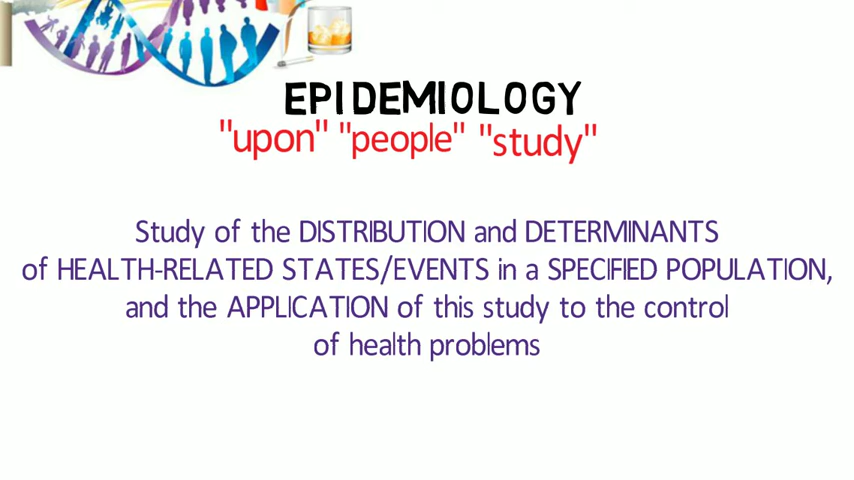 EPIDEMIOLOGY
"upon" "people" "study"
Study of the DISTRIBUTION and DETERMINANTS
of HEALTH-RELATED STATES/EVENTS in a SPECIFIED POPULATION,
and the APPLICATION of this study to the control
of health problems